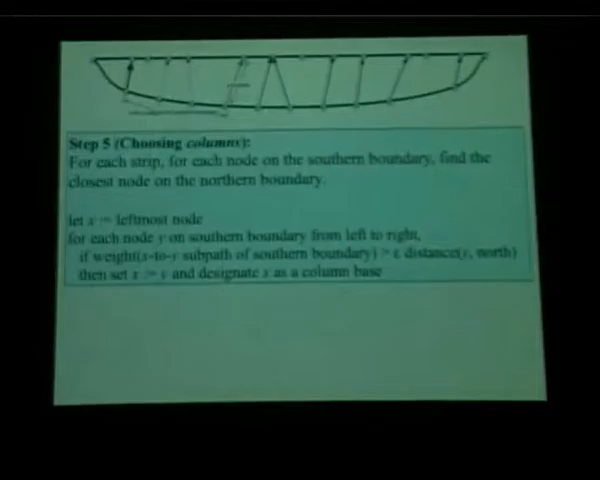 Step 5 (Choosing columns):
For each strip, for each node on the southern boundary, find the
closest node on the northern boundary.
let x := leftmost node
for each node y on southern boundary from left to right,
if weight(x-to-y subpath of southern boundary) > ε distance(y, north)
then set x := y and designate x as a column base